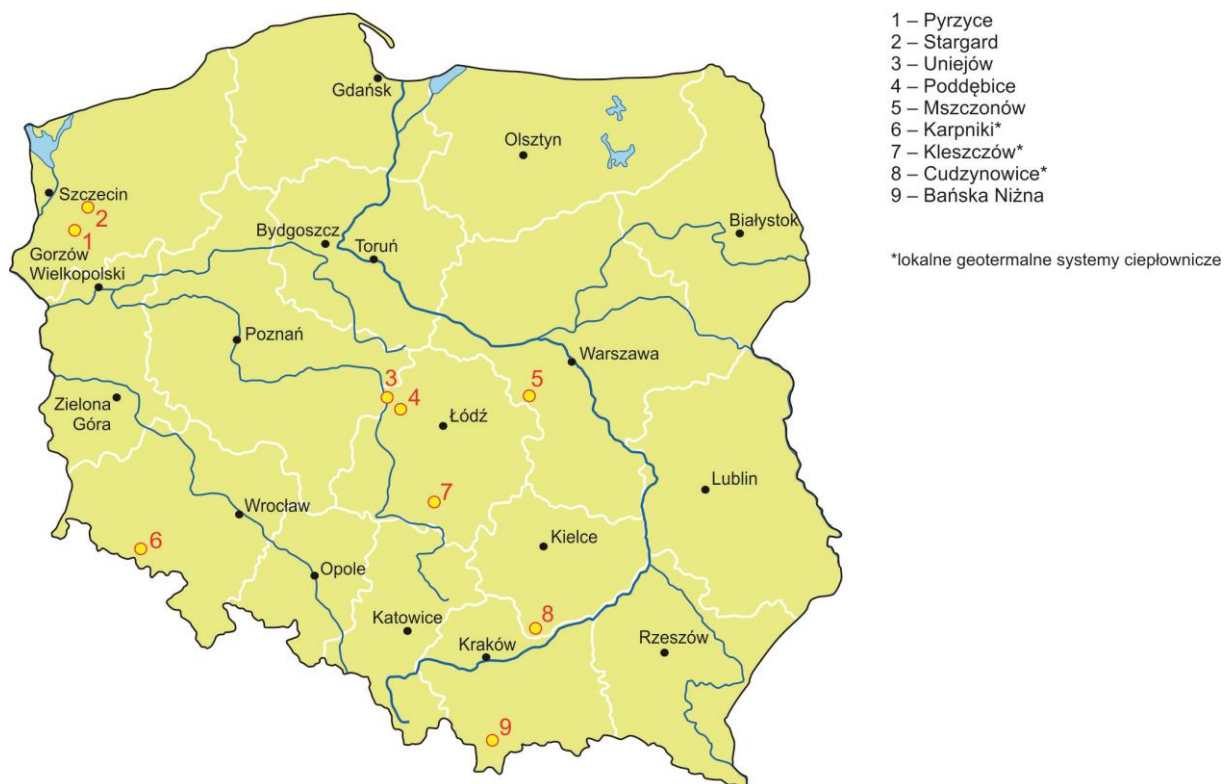 Gdańsk
Olsztyn
Szczecin
2
1
Białystok
Bydgoszcz
Toruń
Gorzów
Wielkopolski
Poznań
Warszawa
3
4
5
Zielona
Góra
Łódź
7
Lublin
Wrocław
6
Kielce
Opole
Katowice
8
Kraków
Rzeszów
9
1 – Pyrzyce
2 – Stargard
3 – Uniejów
4 – Poddębice
5 – Mszczonów
6 – Karpniki*
7 – Kleszczów*
8 – Cudzynowice*
9 – Bańska Niżna
*lokalne geotermalne systemy ciepłownicze